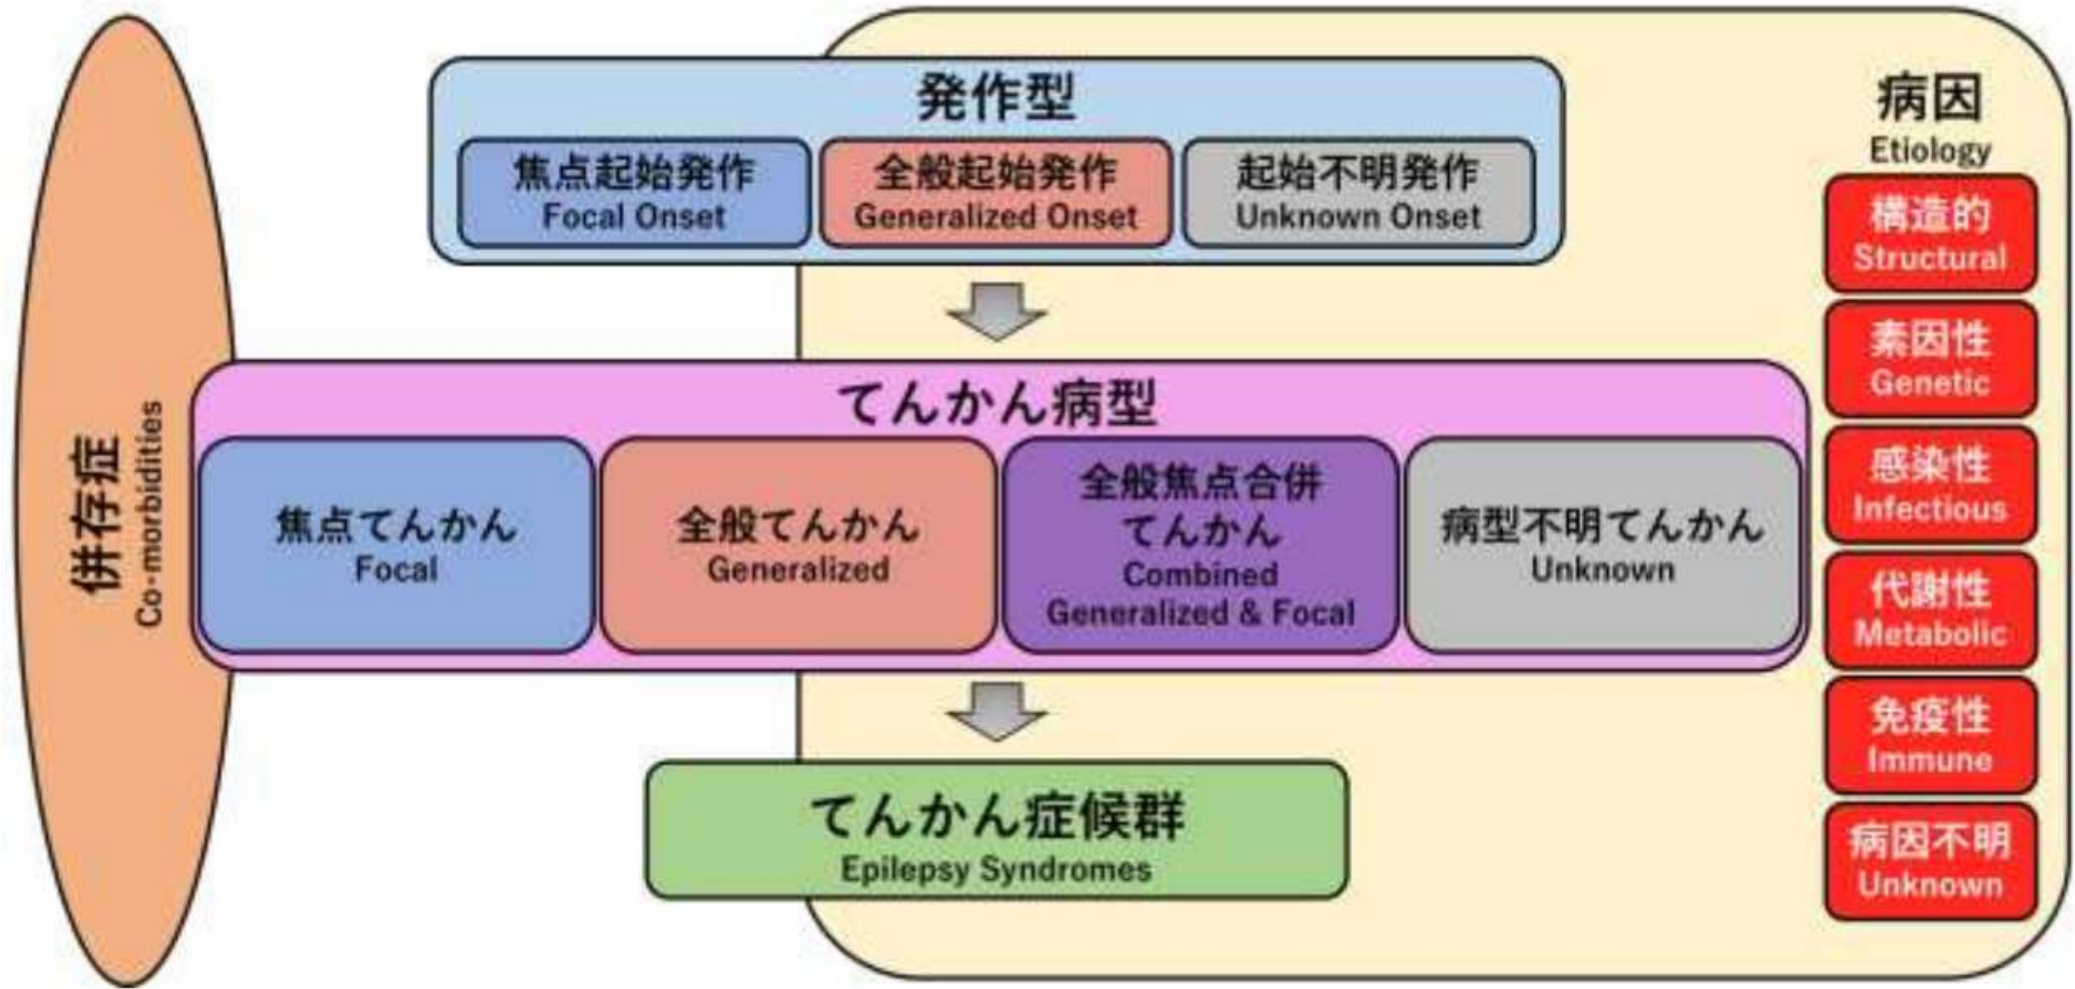 発作型
焦点起始発作
Focal Onset
全般起始発作
Generalized Onset
起始不明発作
Unknown Onset
てんかん病型
焦点てんかん
Focal
全般てんかん
Generalized
全般焦点合併
てんかん
Combined
Generalized & Focal
病型不明てんかん
Unknown
てんかん症候群
Epilepsy Syndromes
併存症
Co-morbidities
病因
Etiology
構造的
Structural
素因性
Genetic
感染性
Infectious
代謝性
Metabolic
免疫性
Immune
病因不明
Unknown